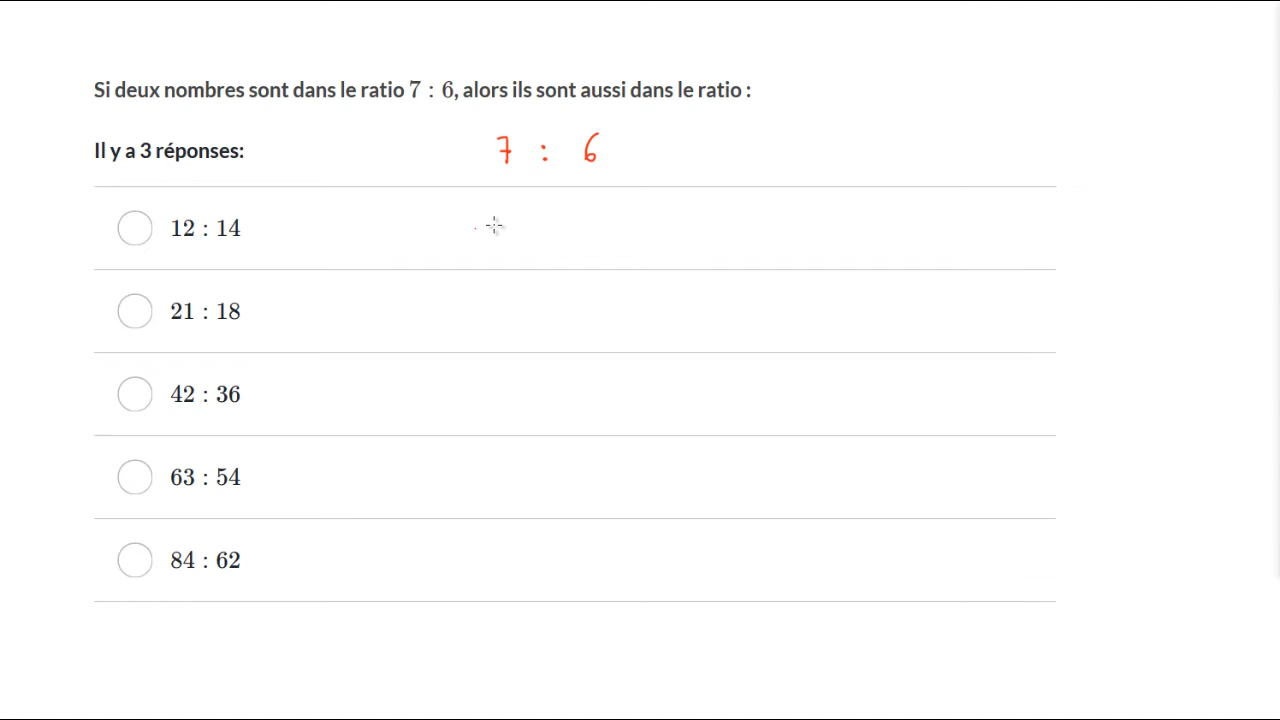 Si deux nombres sont dans le ratio 7 : 6, alors ils sont aussi dans le ratio :
Il y a 3 réponses:
7 : 6
12 : 14
21 : 18
42 : 36
63 : 54
84 : 62